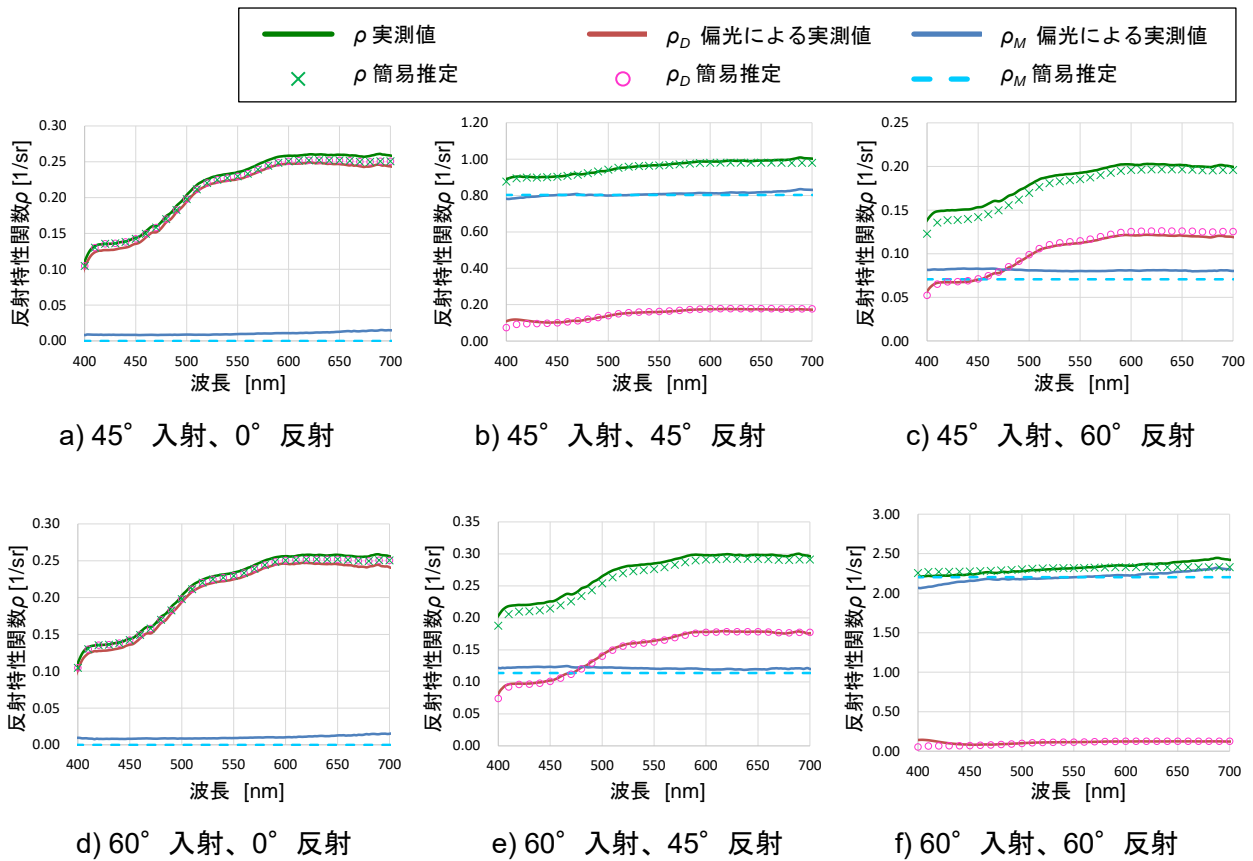 ρ 実測値
ρD 偏光による実測値
ρM 偏光による実測値
ρ 簡易推定
ρD 簡易推定
ρM 簡易推定
反射特性関数ρ [1/sr]
0.30
0.25
0.20
0.15
0.10
0.05
0.00
400 450 500 550 600 650 700
波長 [nm]
a) 45° 入射、0° 反射
反射特性関数ρ [1/sr]
1.20
1.00
0.80
0.60
0.40
0.20
0.00
400 450 500 550 600 650 700
波長 [nm]
b) 45° 入射、45° 反射
反射特性関数ρ [1/sr]
0.25
0.20
0.15
0.10
0.05
0.00
400 450 500 550 600 650 700
波長 [nm]
c) 45° 入射、60° 反射
反射特性関数ρ [1/sr]
0.30
0.25
0.20
0.15
0.10
0.05
0.00
400 450 500 550 600 650 700
波長 [nm]
d) 60° 入射、0° 反射
反射特性関数ρ [1/sr]
0.35
0.30
0.25
0.20
0.15
0.10
0.05
0.00
400 450 500 550 600 650 700
波長 [nm]
e) 60° 入射、45° 反射
反射特性関数ρ [1/sr]
3.00
2.50
2.00
1.50
1.00
0.50
0.00
400 450 500 550 600 650 700
波長 [nm]
f) 60° 入射、60° 反射